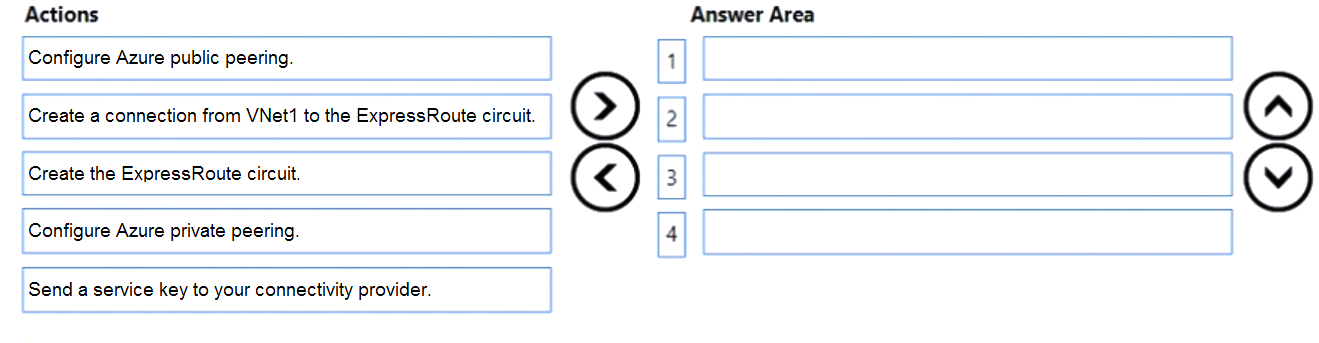 Actions
Answer Area
Configure Azure public peering.
Create a connection from VNet1 to the ExpressRoute circuit.
Create the ExpressRoute circuit.
Configure Azure private peering.
Send a service key to your connectivity provider.
1
2
3
4